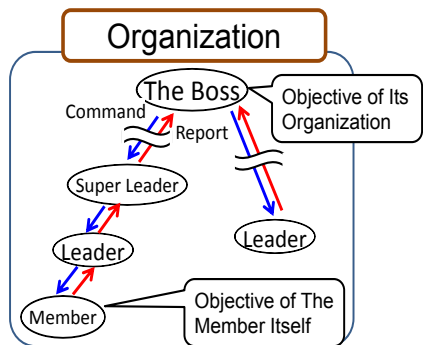 Organization
The Boss
Command
Report
Objective of Its
Organization
Super Leader
Leader
Leader
Member
Objective of The
Member Itself